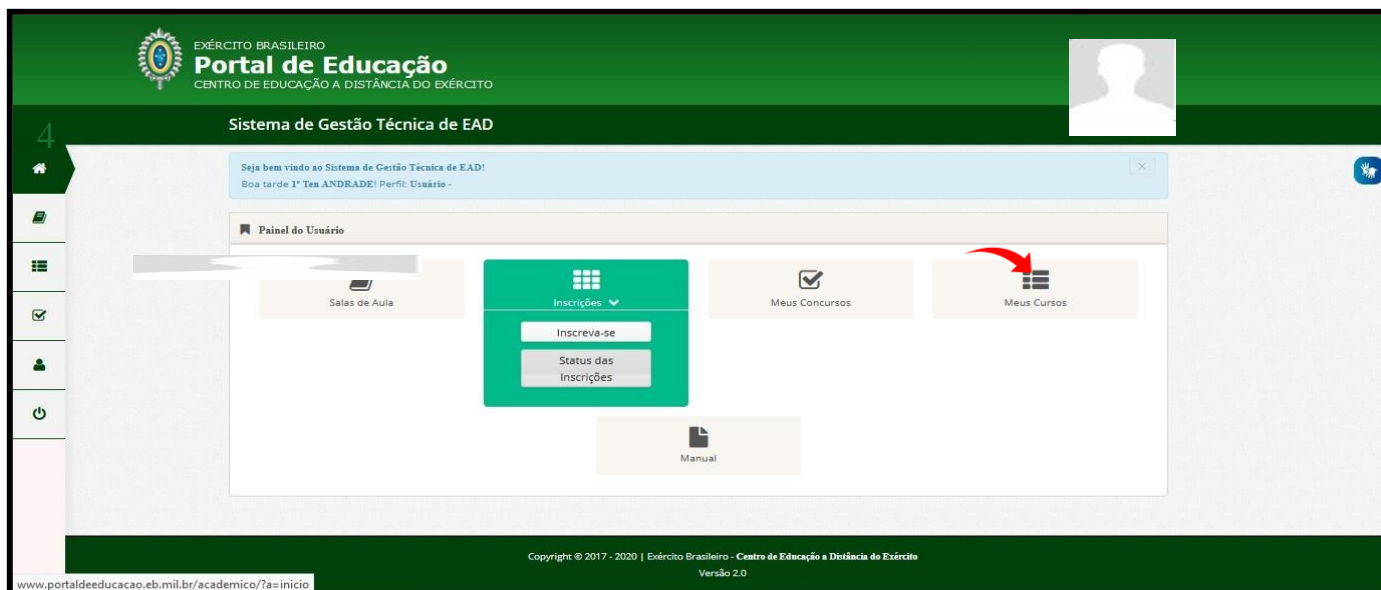 EXÉRCITO BRASILEIRO
Portal de Educação
CENTRO DE EDUCAÇÃO A DISTÂNCIA DO EXÉRCITO
4
Sistema de Gestão Técnica de EAD
Seja bem vindo ao Sistema de Gestão Técnica de EAD!
Boa tarde 1º Ten ANDRADE! Perfil: Usuário -
Painel do Usuário
Salas de Aula
Inscrições
Inscreva-se
Status das
Inscrições
Meus Concursos
Meus Cursos
Manual
Copyright © 2017 - 2020 | Exército Brasileiro - Centro de Educação a Distância do Exército
Versão 2.0
www.portaldeeducacao.eb.mil.br/academico/?a=inicio